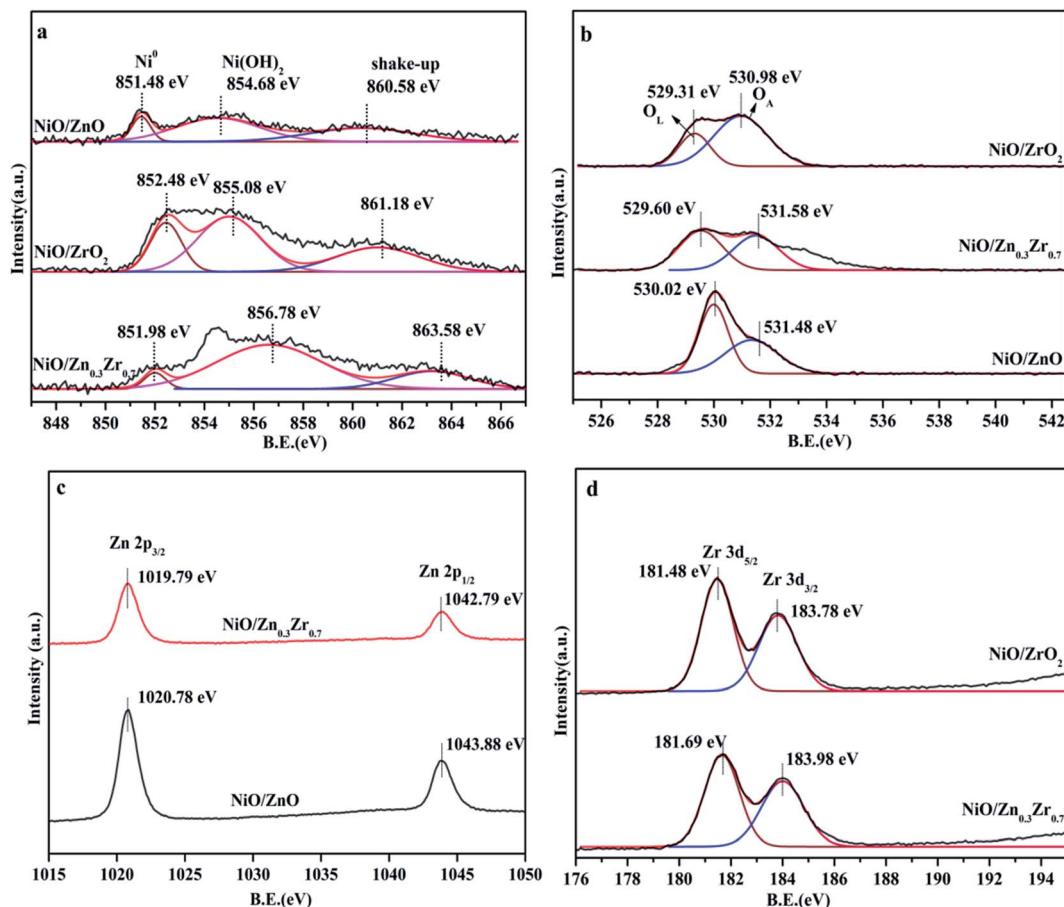 a
Ni⁰
851.48 eV
Ni(OH)₂
854.68 eV
shake-up
860.58 eV
NiO/ZnO
852.48 eV
855.08 eV
861.18 eV
NiO/ZrO₂
851.98 eV
856.78 eV
863.58 eV
NiO/Zn₀.₃Zr₀.₇
Intensity(a.u.)
848 850 852 854 856 858 860 862 864 866
B.E.(eV)
b
529.31 eV
530.98 eV
O_L
O_A
NiO/ZrO₂
529.60 eV
531.58 eV
NiO/Zn₀.₃Zr₀.₇
530.02 eV
531.48 eV
NiO/ZnO
Intensity(a.u.)
526 528 530 532 534 536 538 540 542
B.E.(eV)
c
Zn 2p₃/₂
1019.79 eV
Zn 2p₁/₂
1042.79 eV
NiO/Zn₀.₃Zr₀.₇
1020.78 eV
1043.88 eV
NiO/ZnO
Intensity (a.u.)
1015 1020 1025 1030 1035 1040 1045 1050
B.E.(eV)
d
Zr 3d₅/₂
181.48 eV
Zr 3d₃/₂
183.78 eV
NiO/ZrO₂
181.69 eV
183.98 eV
NiO/Zn₀.₃Zr₀.₇
Intensity(a.u.)
176 178 180 182 184 186 188 190 192 194
B.E.(eV)